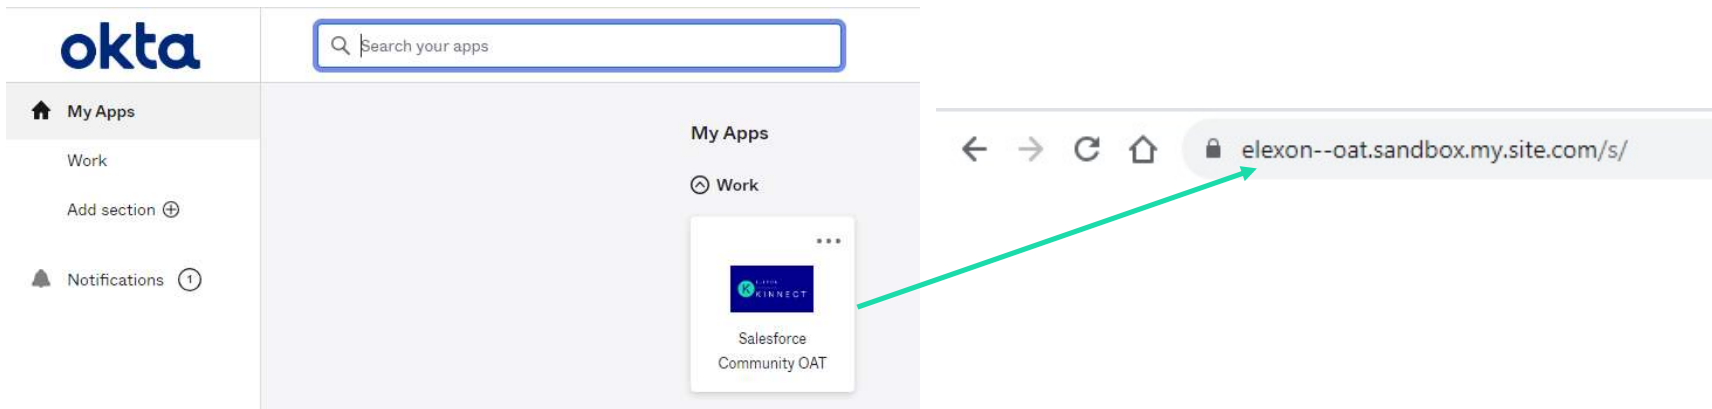 okta
Search your apps
My Apps
Work
Add section
Notifications 1
My Apps
Work
K KINNECT
Salesforce
Community OAT
elexon--oat.sandbox.my.site.com/s/